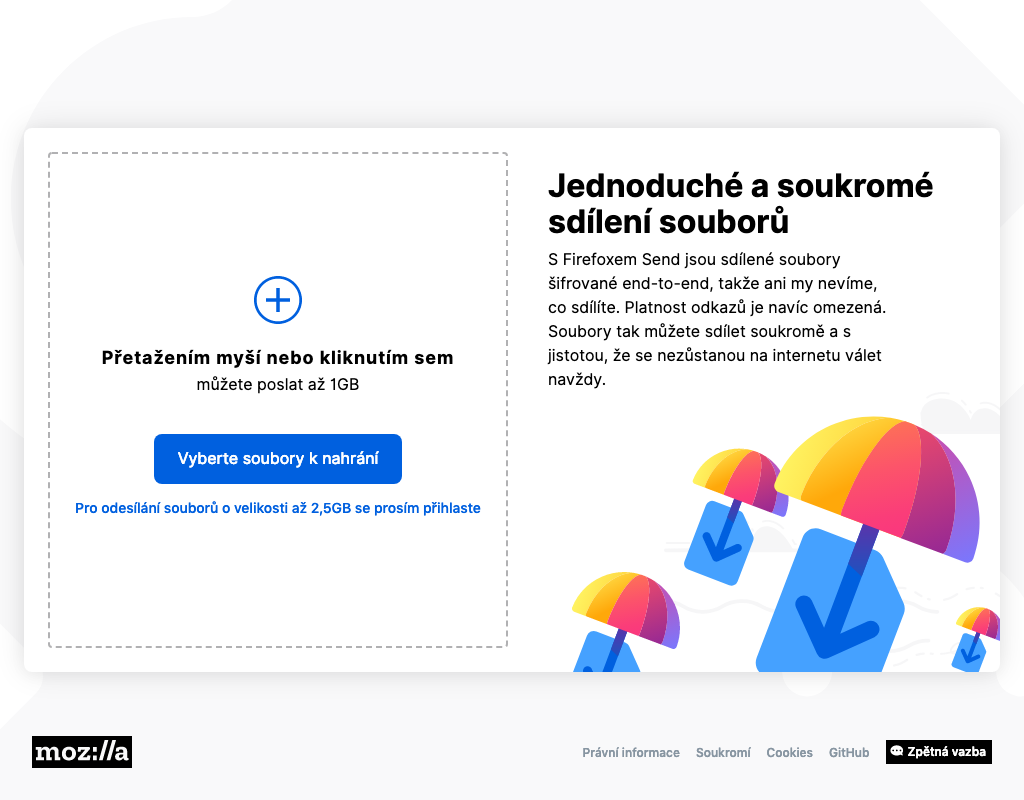 Přetažením myší nebo kliknutím sem
můžete poslat až 1GB
Vyberte soubory k nahrání
Pro odesílání souborů o velikosti až 2,5GB se prosím přihlaste
Jednoduché a soukromé
sdílení souborů
S Firefoxem Send jsou sdílené soubory
šifrované end-to-end, takže ani my nevíme,
co sdílíte. Platnost odkazů je navíc omezená.
Soubory tak můžete sdílet soukromě a s
jistotou, že se nezůstanou na internetu válet
navždy.
moz://a
Právní informace Soukromí Cookies GitHub Zpětná vazba